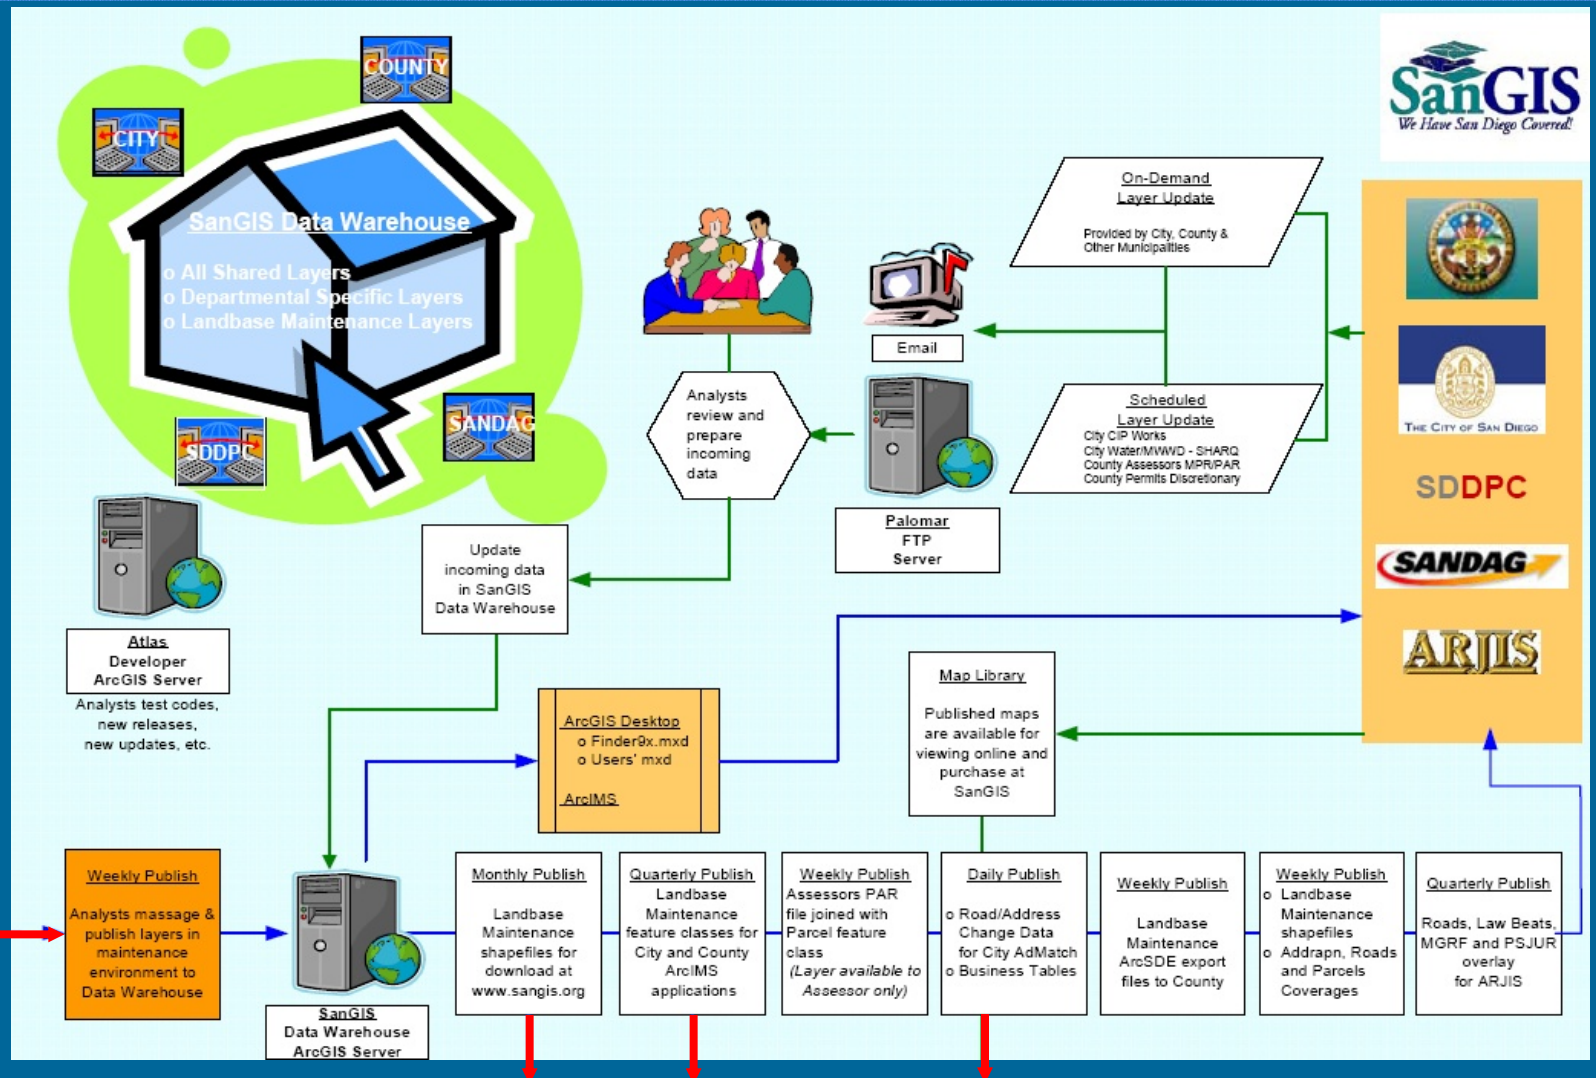 COUNTY
CITY
SanGIS Data Warehouse
o All Shared Layers
o Departmental Specific Layers
o Landbase Maintenance Layers
SDDPC
SANDAG
SanGIS
We Have San Diego Covered!
On-Demand
Layer Update
Provided by City, County &
Other Municipalities
Email
Scheduled
Layer Update
City CIP Works
City Water/MWWD - SHARQ
County Assessors MPR/PAR
County Permits Discretionary
Analysts
review and
prepare
incoming
data
Palomar
FTP
Server
THE CITY OF SAN DIEGO
SDDPC
SANDAG
ARJIS
Update
incoming data
in SanGIS
Data Warehouse
Atlas
Developer
ArcGIS Server
Analysts test codes,
new releases,
new updates, etc.
ArcGIS Desktop
o Finder9x.mxd
o Users' mxd
ArcIMS
Map Library
Published maps
are available for
viewing online and
purchase at
SanGIS
Weekly Publish
Analysts massage &
publish layers in
maintenance
environment to
Data Warehouse
SanGIS
Data Warehouse
ArcGIS Server
Monthly Publish
Landbase
Maintenance
shapefiles for
download at
www.sangis.org
Quarterly Publish
Landbase
Maintenance
feature classes for
City and County
ArcIMS
applications
Weekly Publish
Assessors PAR
file joined with
Parcel feature
class
(Layer available to
Assessor only)
Daily Publish
o Road/Address
Change Data
for City AdMatch
o Business Tables
Weekly Publish
Landbase
Maintenance
ArcSDE export
files to County
Weekly Publish
o Landbase
Maintenance
shapefiles
o Addrapn, Roads
and Parcels
Coverages
Quarterly Publish
Roads, Law Beats,
MGRF and PSJUR
overlay
for ARJIS